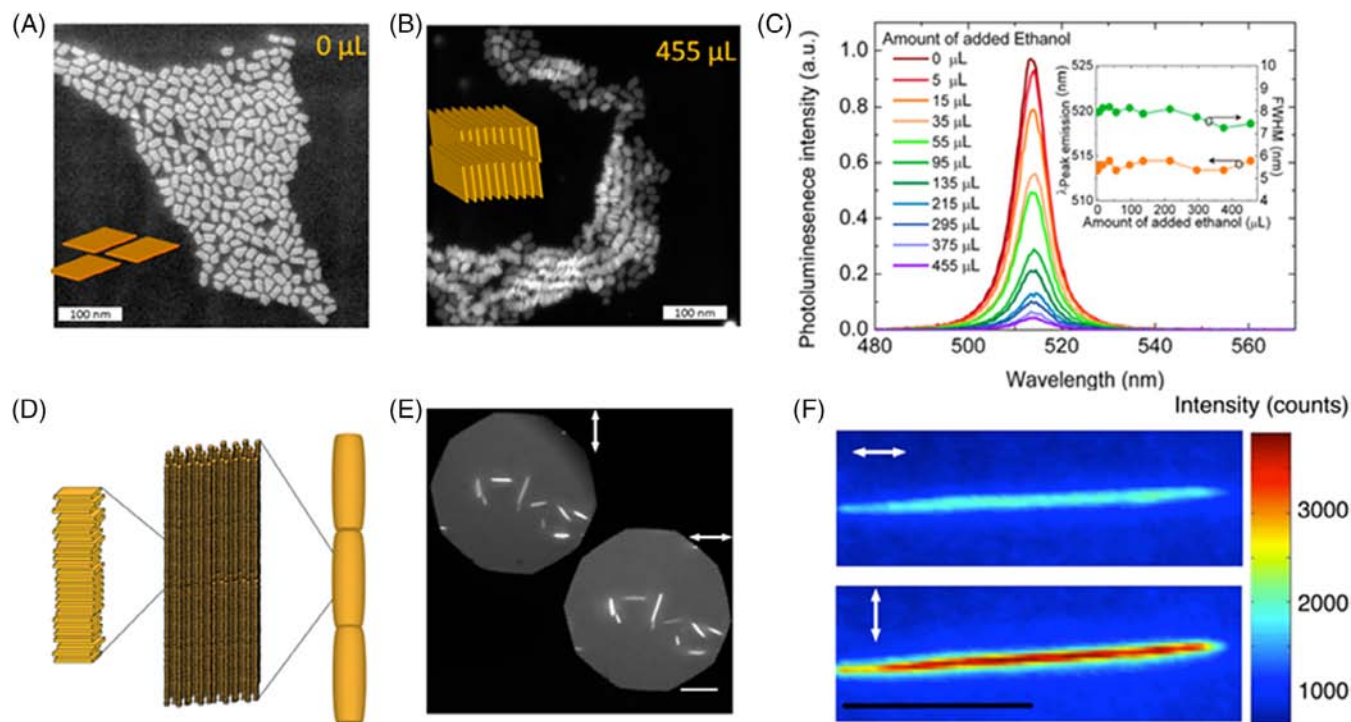 (A)
0 μL
100 nm
(B)
455 μL
100 nm
(C)
Photoluminesenece intensity (a.u.)
1.0
0.8
0.6
0.4
0.2
0.0
Amount of added Ethanol
0 μL
5 μL
15 μL
35 μL
55 μL
95 μL
135 μL
215 μL
295 μL
375 μL
455 μL
480 500 520 540 560
Wavelength (nm)
λPeak emission (nm)
525
520
515
510
10
9
8
7
6
5
4
FWHM (nm)
0 100 200 300 400
Amount of added ethanol (μL)
(D)
(E)
(F)
Intensity (counts)
3000
2000
1000